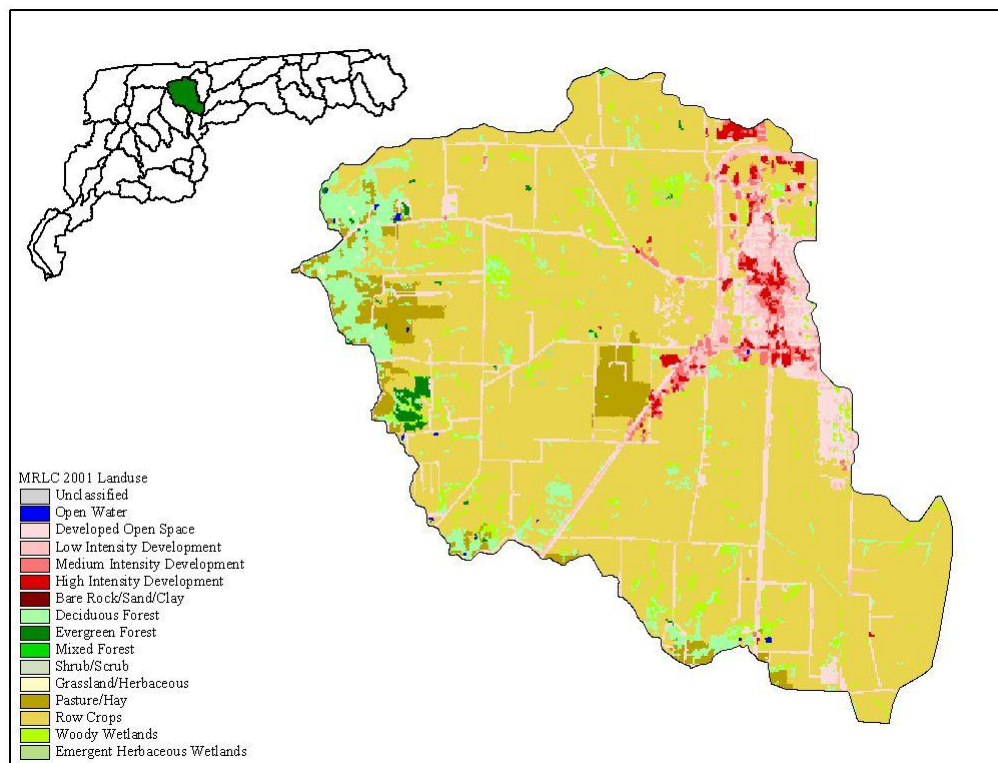 MRLC 2001 Landuse
Unclassified
Open Water
Developed Open Space
Low Intensity Development
Medium Intensity Development
High Intensity Development
Bare Rock/Sand/Clay
Deciduous Forest
Evergreen Forest
Mixed Forest
Shrub/Scrub
Grassland/Herbaceous
Pasture/Hay
Row Crops
Woody Wetlands
Emergent Herbaceous Wetlands